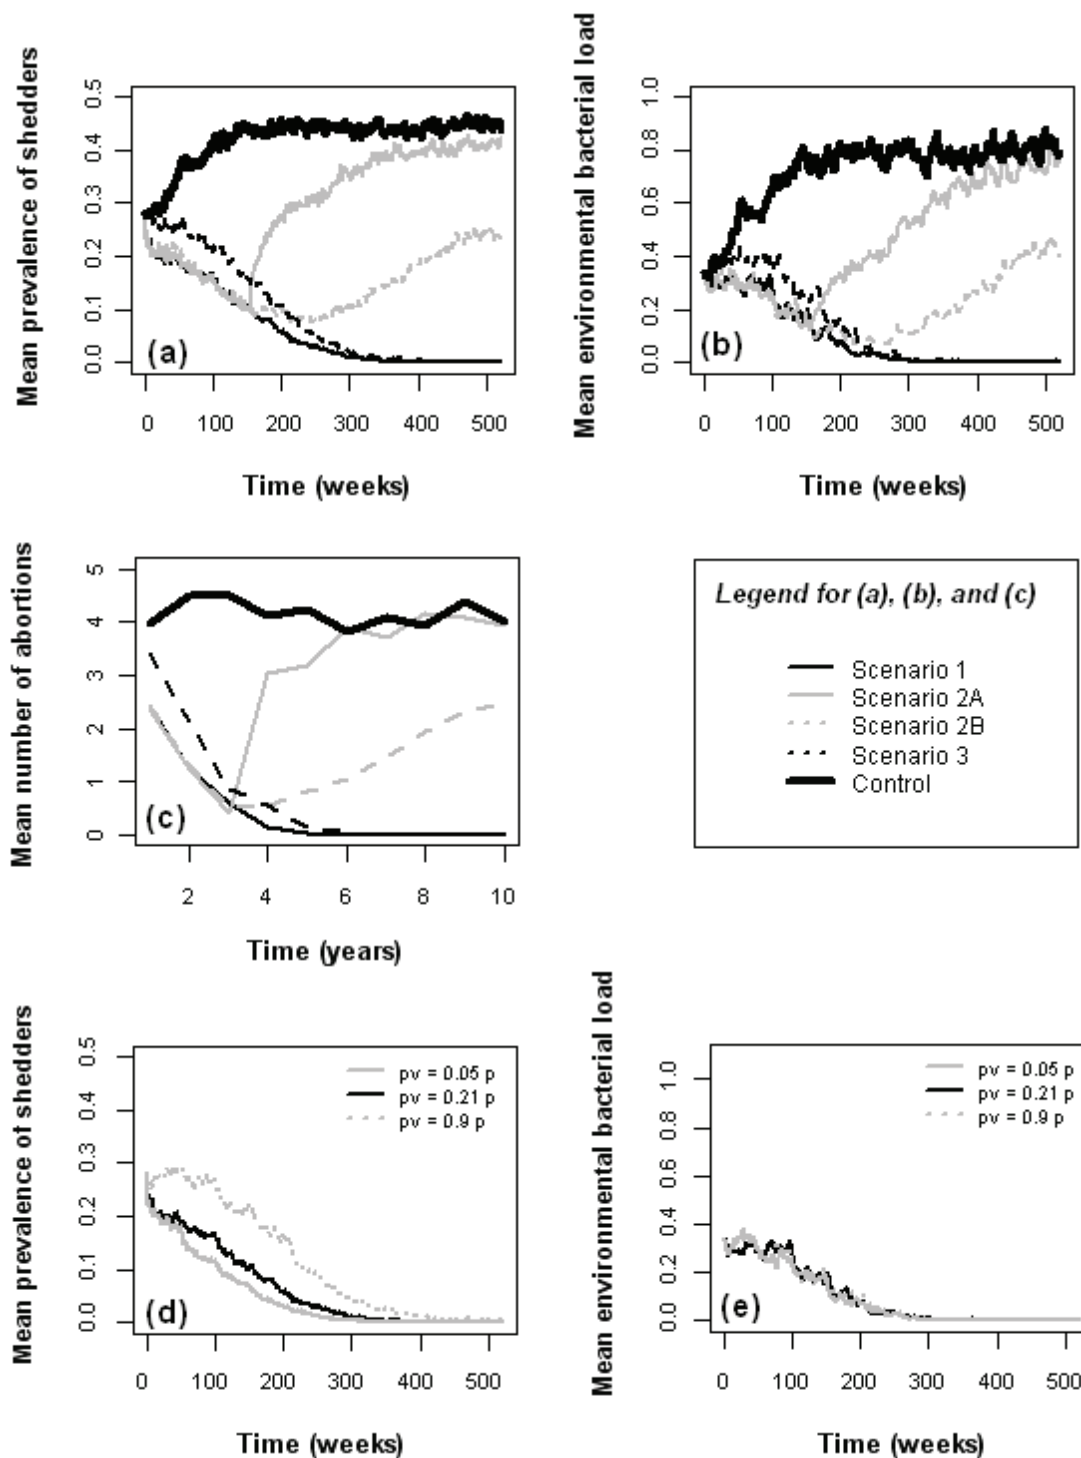 Mean prevalence of shedders
0.5
0.4
0.3
0.2
0.1
0.0
(a)
0 100 200 300 400 500
Time (weeks)
Mean environmental bacterial load
1.0
0.8
0.6
0.4
0.2
0.0
(b)
0 100 200 300 400 500
Time (weeks)
Mean number of abortions
5
4
3
2
1
0
(c)
2 4 6 8 10
Time (years)
Legend for (a), (b), and (c)
Scenario 1
Scenario 2A
Scenario 2B
Scenario 3
Control
Mean prevalence of shedders
0.5
0.4
0.3
0.2
0.1
0.0
pv = 0.05 p
pv = 0.21 p
pv = 0.9 p
(d)
0 100 200 300 400 500
Time (weeks)
Mean environmental bacterial load
1.0
0.8
0.6
0.4
0.2
0.0
pv = 0.05 p
pv = 0.21 p
pv = 0.9 p
(e)
0 100 200 300 400 500
Time (weeks)